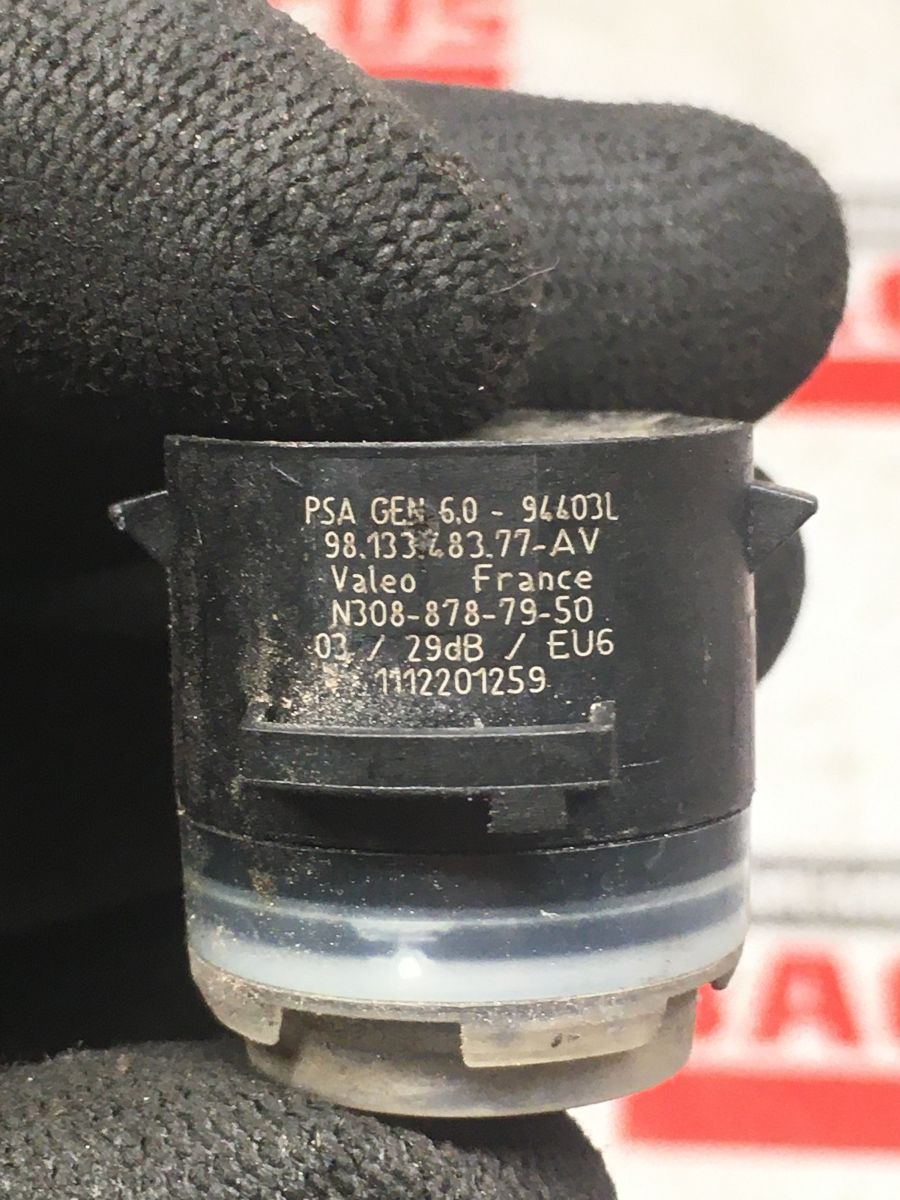 PSA GEN 6.0 - 94403L
98.133.483.77-AV
Valeo France
N308-878-79-50
03 / 29dB / EU6
1112201259